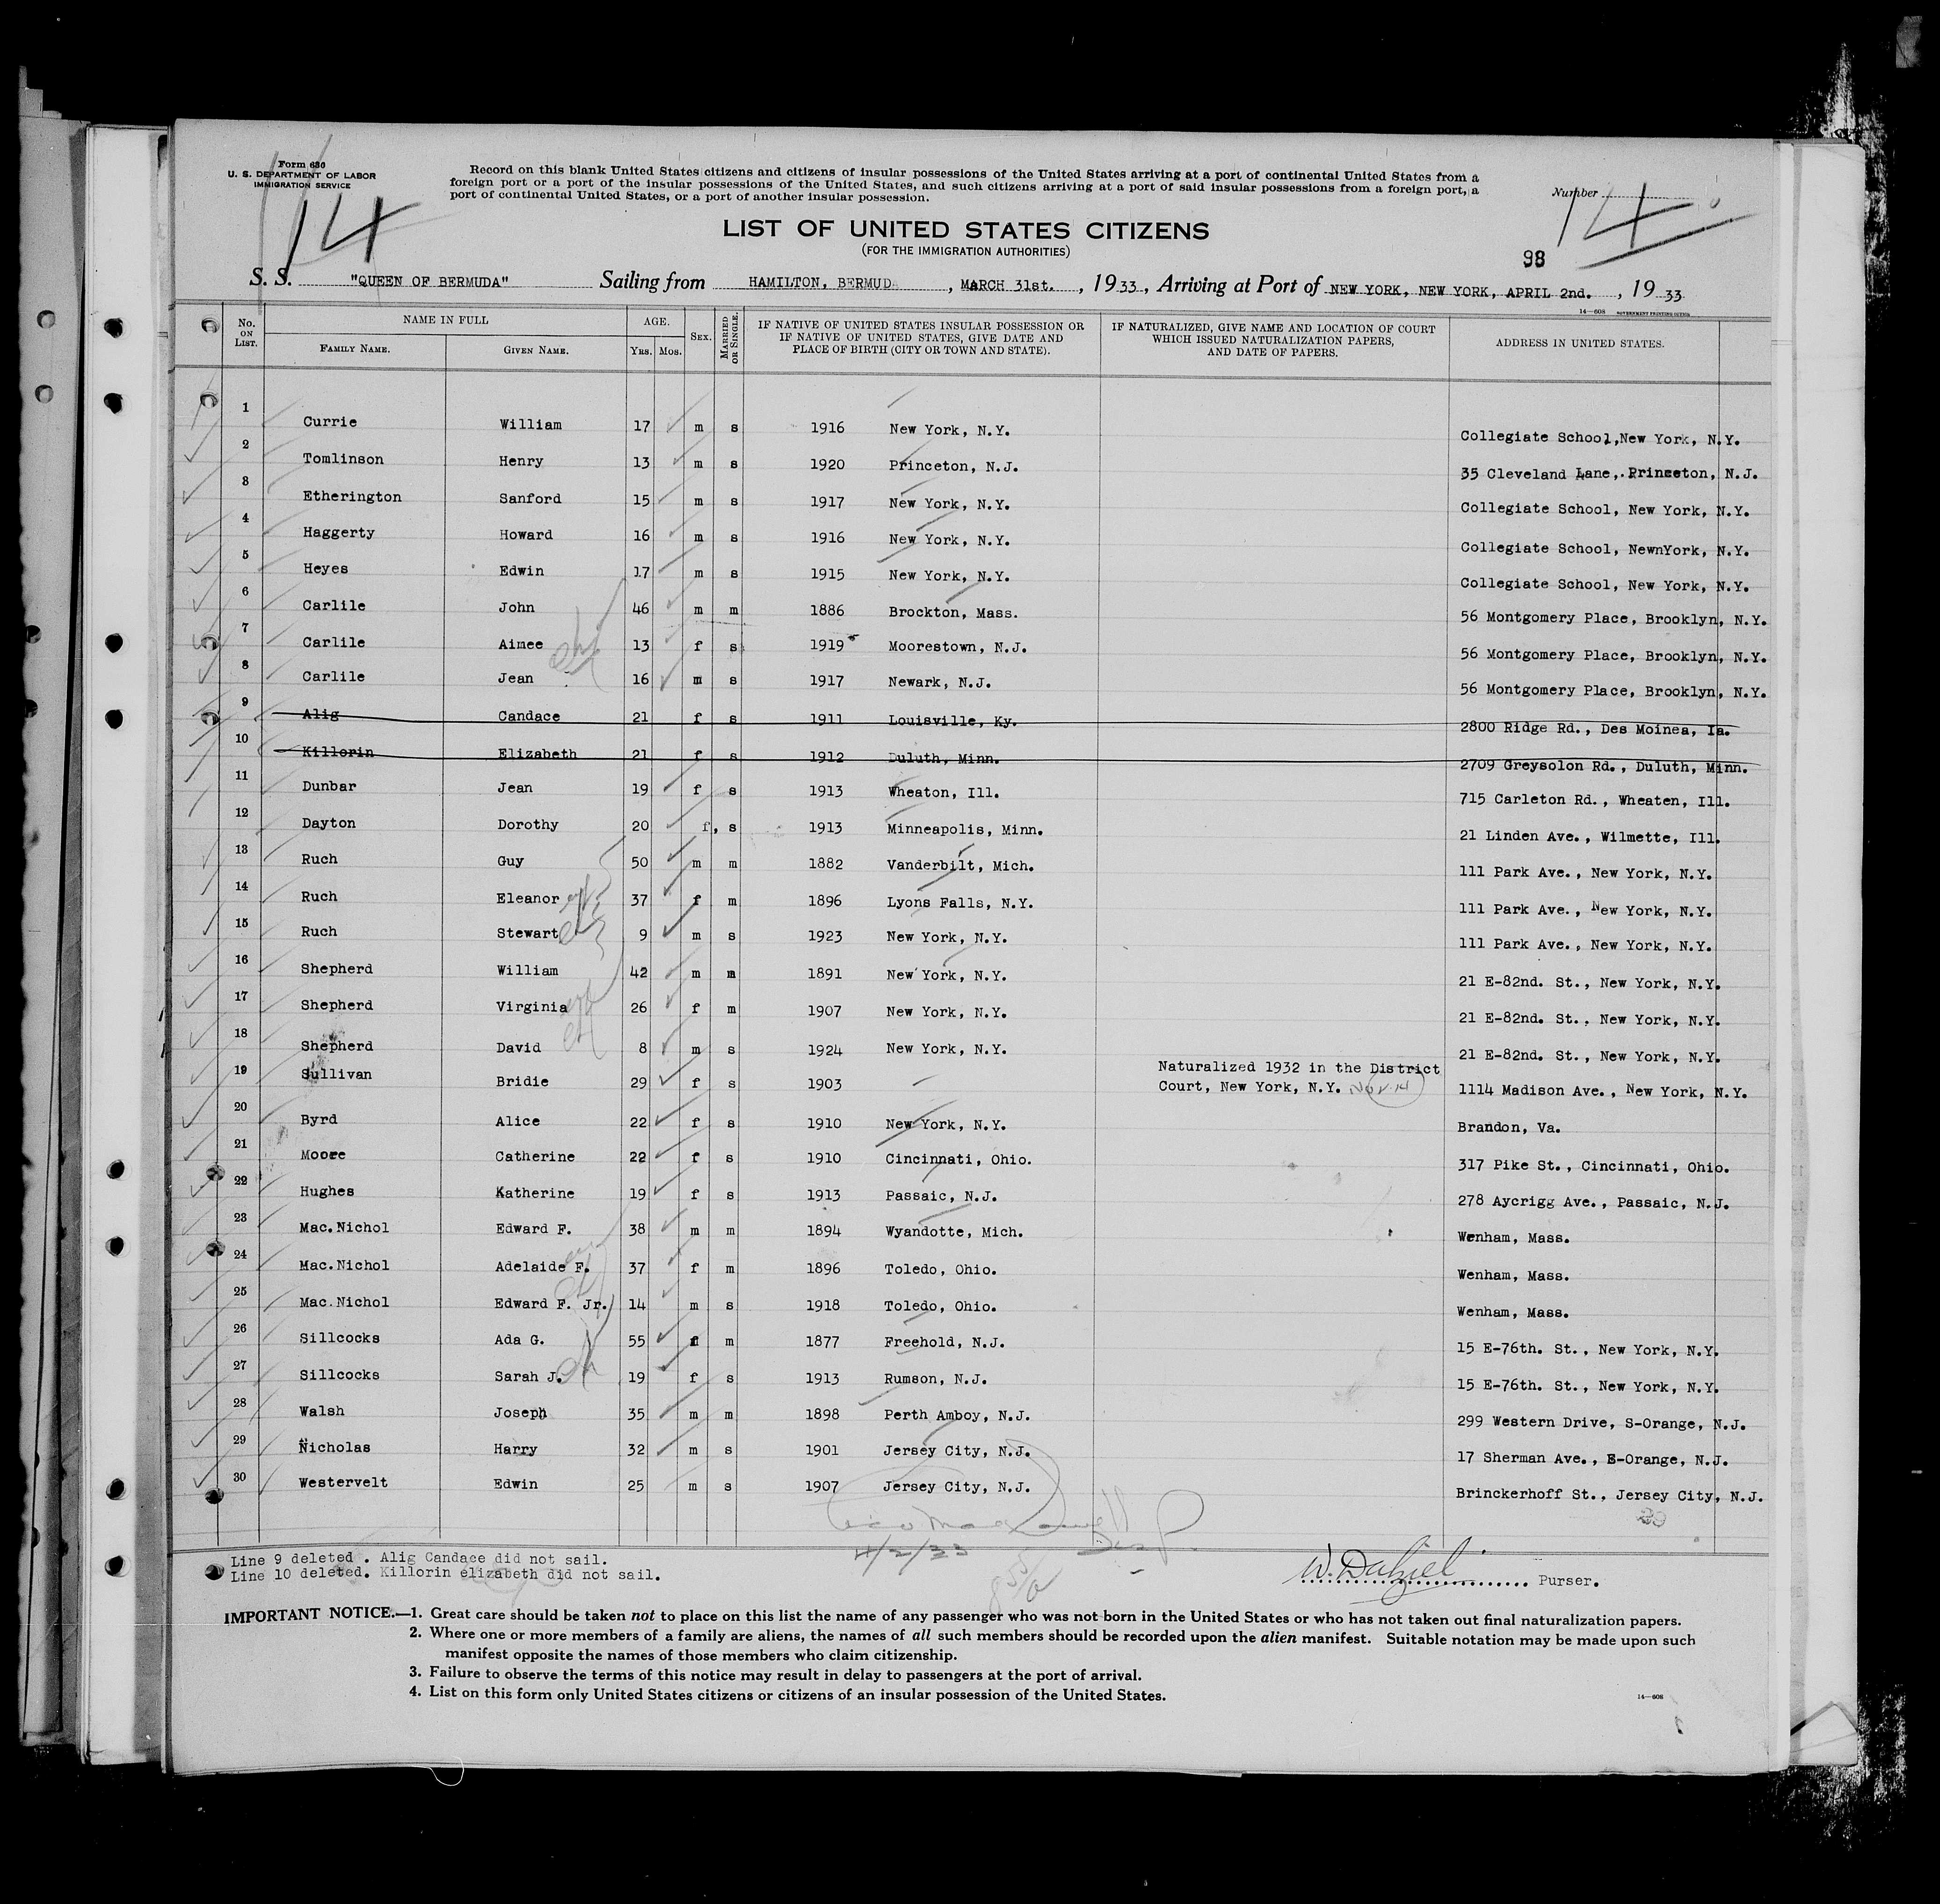 Form 630
U. S. DEPARTMENT OF LABOR
IMMIGRATION SERVICE
14
Record on this blank United States citizens and citizens of insular possessions of the United States arriving at a port of continental United States from a
foreign port or a port of the insular possessions of the United States, and such citizens arriving at a port of said insular possessions from a foreign port, a
port of continental United States, or a port of another insular possession.
Number 14
LIST OF UNITED STATES CITIZENS
(FOR THE IMMIGRATION AUTHORITIES)
98
S. S. "QUEEN OF BERMUDA" Sailing from HAMILTON, BERMUDA, MARCH 31st., 1933, Arriving at Port of NEW YORK, NEW YORK, APRIL 2nd., 1933
14—608 GOVERNMENT PRINTING OFFICE
No. ON LIST. NAME IN FULL FAMILY NAME. GIVEN NAME. AGE. YRS. MOS. SEX. MARRIED OR SINGLE. IF NATIVE OF UNITED STATES INSULAR POSSESSION OR IF NATIVE OF UNITED STATES, GIVE DATE AND PLACE OF BIRTH (CITY OR TOWN AND STATE). IF NATURALIZED, GIVE NAME AND LOCATION OF COURT WHICH ISSUED NATURALIZATION PAPERS, AND DATE OF PAPERS. ADDRESS IN UNITED STATES.
1 Currie William 17 m s 1916 New York, N.Y. Collegiate School,New York, N.Y.
2 Tomlinson Henry 13 m s 1920 Princeton, N.J. 35 Cleveland Lane, Princeton, N.J.
3 Etherington Sanford 15 m s 1917 New York, N.Y. Collegiate School, New York, N.Y.
4 Haggerty Howard 16 m s 1916 New York, N.Y. Collegiate School, NewnYork, N.Y.
5 Heyes Edwin 17 m s 1915 New York, N.Y. Collegiate School, New York, N.Y.
6 Carlile John 46 m m 1886 Brockton, Mass. 56 Montgomery Place, Brooklyn, N.Y.
7 Carlile Aimee 13 f s 1919 Moorestown, N.J. 56 Montgomery Place, Brooklyn, N.Y.
8 Carlile Jean 16 m s 1917 Newark, N.J. 56 Montgomery Place, Brooklyn, N.Y.
9 Alig Candace 21 f s 1911 Louisville, Ky. 2800 Ridge Rd., Des Moines, Ia.
10 Killorin Elizabeth 21 f s 1912 Duluth, Minn. 2709 Greysolon Rd., Duluth, Minn.
11 Dunbar Jean 19 f s 1913 Wheaton, Ill. 715 Carleton Rd., Wheaten, Ill.
12 Dayton Dorothy 20 f, s 1913 Minneapolis, Minn. 21 Linden Ave., Wilmette, Ill.
13 Ruch Guy 50 m m 1882 Vanderbilt, Mich. 111 Park Ave., New York, N.Y.
14 Ruch Eleanor 37 f m 1896 Lyons Falls, N.Y. 111 Park Ave., New York, N.Y.
15 Ruch Stewart 9 m s 1923 New York, N.Y. 111 Park Ave., New York, N.Y.
16 Shepherd William 42 m m 1891 New York, N.Y. 21 E-82nd. St., New York, N.Y.
17 Shepherd Virginia 26 f m 1907 New York, N.Y. 21 E-82nd. St., New York, N.Y.
18 Shepherd David 8 m s 1924 New York, N.Y. 21 E-82nd. St., New York, N.Y.
19 Sullivan Bridie 29 f s 1903 Naturalized 1932 in the District Court, New York, N.Y. Nov. 14 1114 Madison Ave., New York, N.Y.
20 Byrd Alice 22 f s 1910 New York, N.Y. Brandon, Va.
21 Moore Catherine 22 f s 1910 Cincinnati, Ohio. 317 Pike St., Cincinnati, Ohio.
22 Hughes Katherine 19 f s 1913 Passaic, N.J. 278 Aycrigg Ave., Passaic, N.J.
23 Mac.Nichol Edward F. 38 m m 1894 Wyandotte, Mich. Wenham, Mass.
24 Mac.Nichol Adelaide F. 37 f m 1896 Toledo, Ohio. Wenham, Mass.
25 Mac.Nichol Edward F. Jr. 14 m s 1918 Toledo, Ohio. Wenham, Mass.
26 Sillcocks Ada G. 55 f m 1877 Freehold, N.J. 15 E-76th. St., New York, N.Y.
27 Sillcocks Sarah J. 19 f s 1913 Rumson, N.J. 15 E-76th. St., New York, N.Y.
28 Walsh Joseph 35 m m 1898 Perth Amboy, N.J. 299 Western Drive, S-Orange, N.J.
29 Nicholas Harry 32 m s 1901 Jersey City, N.J. 17 Sherman Ave., E-Orange, N.J.
30 Westervelt Edwin 25 m s 1907 Jersey City, N.J. Brinckerhoff St., Jersey City, N.J.
4/2/33
Line 9 deleted . Alig Candace did not sail.
Line 10 deleted. Killorin elizabeth did not sail.
W. Dalziel Purser.
IMPORTANT NOTICE.—1. Great care should be taken not to place on this list the name of any passenger who was not born in the United States or who has not taken out final naturalization papers.
2. Where one or more members of a family are aliens, the names of all such members should be recorded upon the alien manifest. Suitable notation may be made upon such
manifest opposite the names of those members who claim citizenship.
3. Failure to observe the terms of this notice may result in delay to passengers at the port of arrival.
4. List on this form only United States citizens or citizens of an insular possession of the United States.
14—608